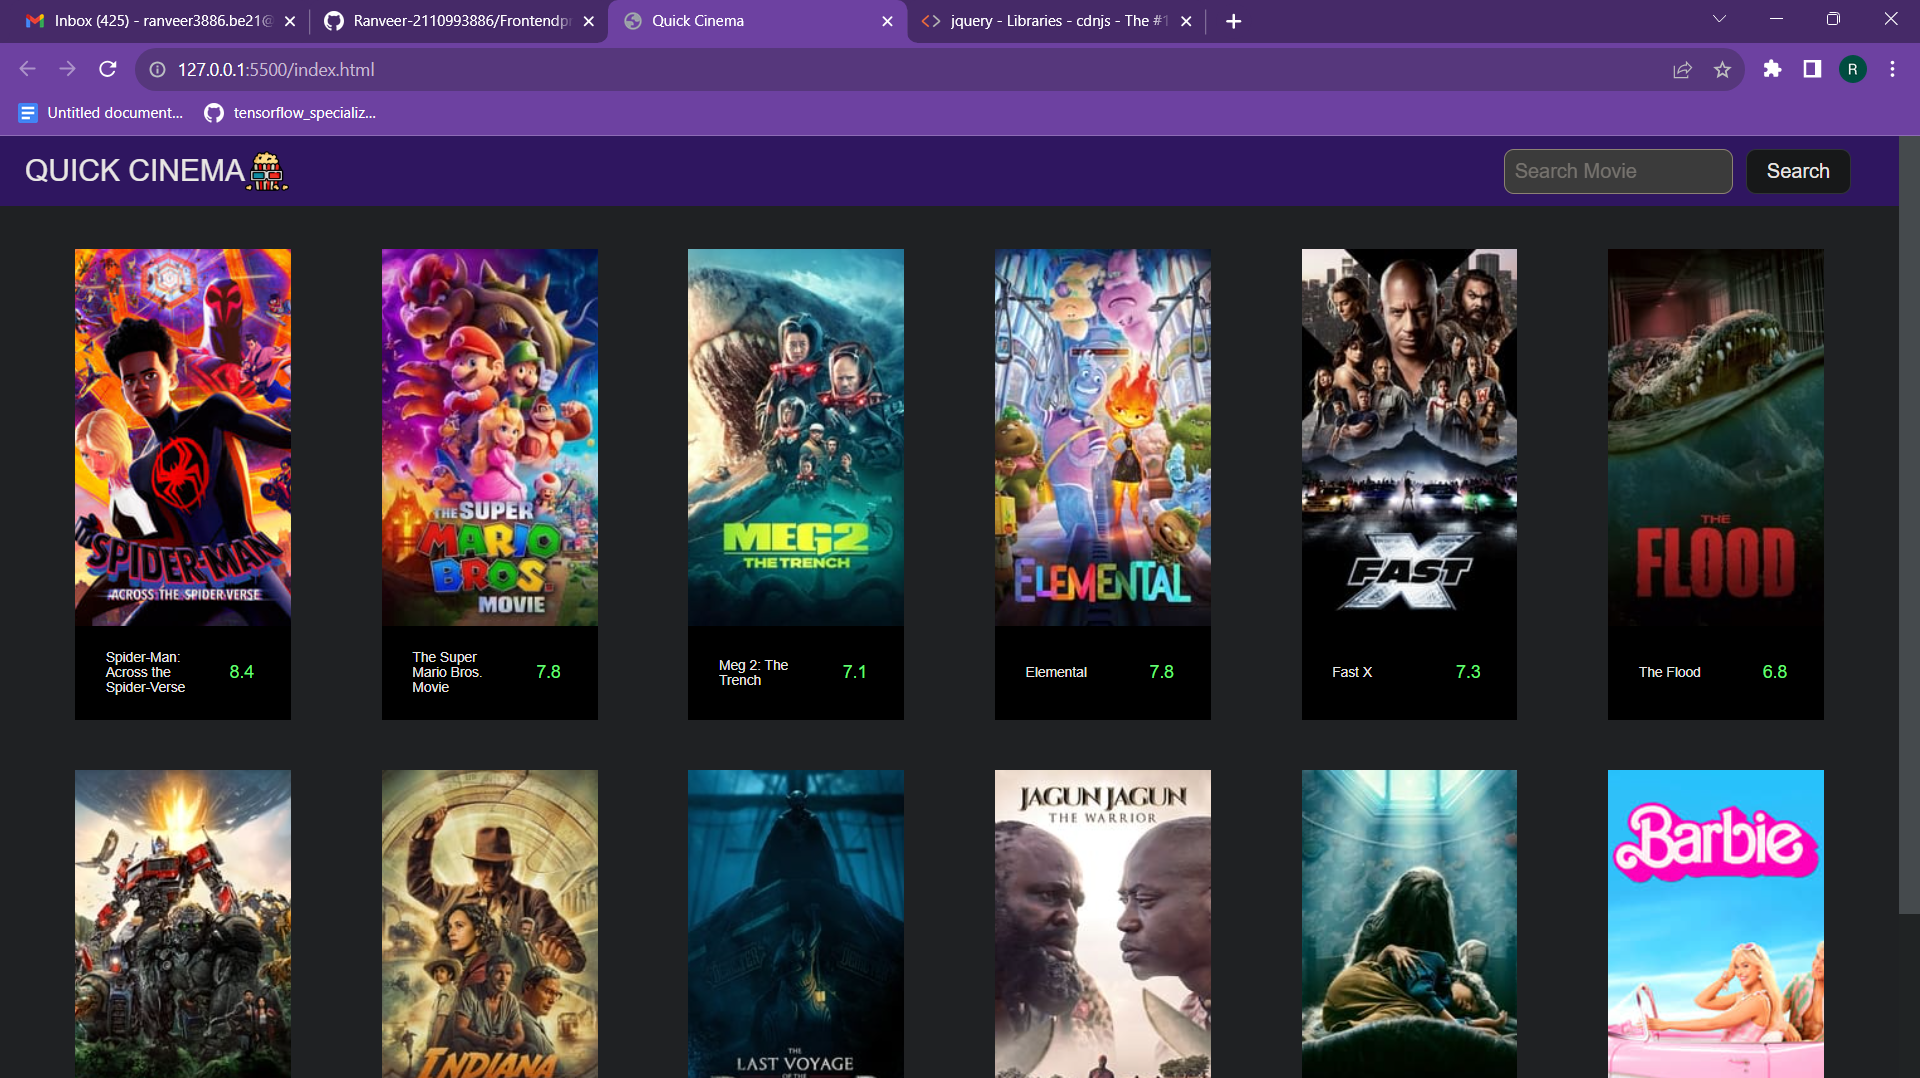 Inbox (425) - ranveer3886.be21@
Ranveer-2110993886/Frontendpr
Quick Cinema
jquery - Libraries - cdnjs - The #1
127.0.0.1:5500/index.html
R
Untitled document...
tensorflow_specializ...
QUICK CINEMA
Search Movie
Search
SPIDER-MAN
ACROSS THE SPIDER-VERSE
THE SUPER
MARIO
BROS.
MOVIE
MEG2
THE TRENCH
ELEMENTAL
FAST
X
THE
FLOOD
Spider-Man:
Across the
Spider-Verse
8.4
The Super
Mario Bros.
Movie
7.8
Meg 2: The
Trench
7.1
Elemental
7.8
Fast X
7.3
The Flood
6.8
INDIANA
THE
LAST VOYAGE
OF THE
JAGUN JAGUN
THE WARRIOR
Barbie